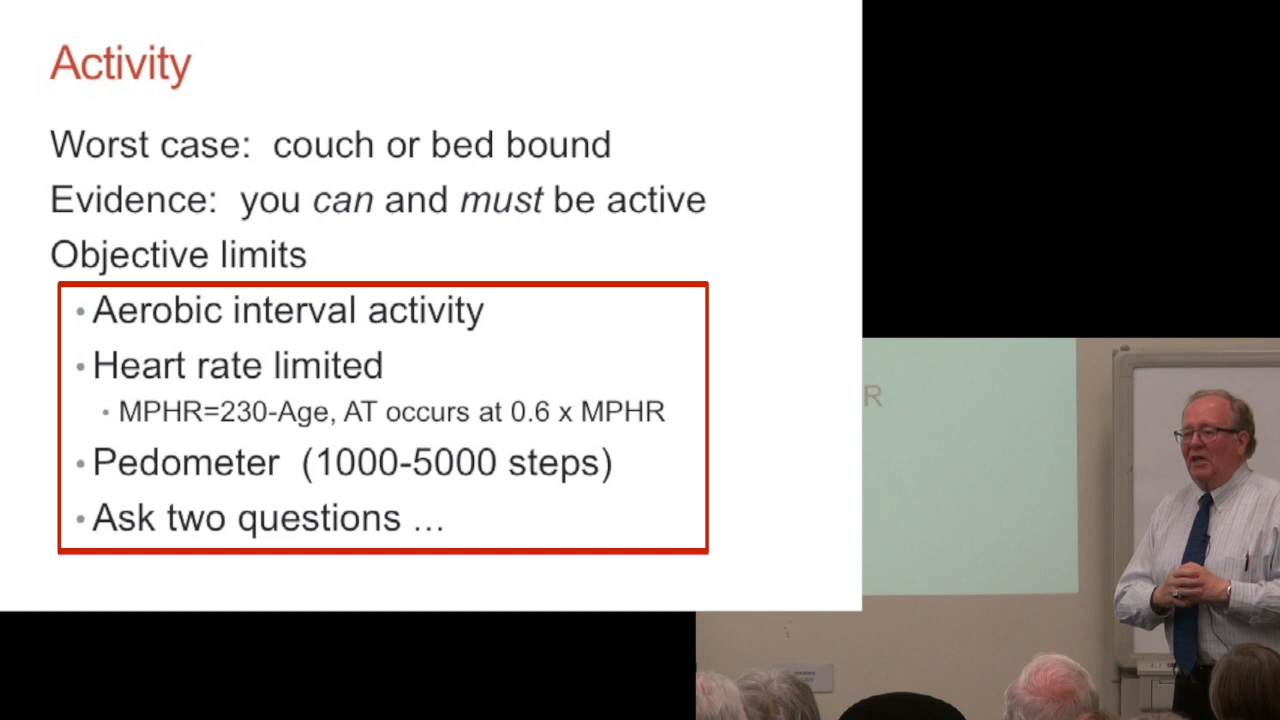 Activity
Worst case: couch or bed bound
Evidence: you can and must be active
Objective limits
• Aerobic interval activity
• Heart rate limited
• MPHR=230-Age, AT occurs at 0.6 x MPHR
• Pedometer (1000-5000 steps)
• Ask two questions …
R